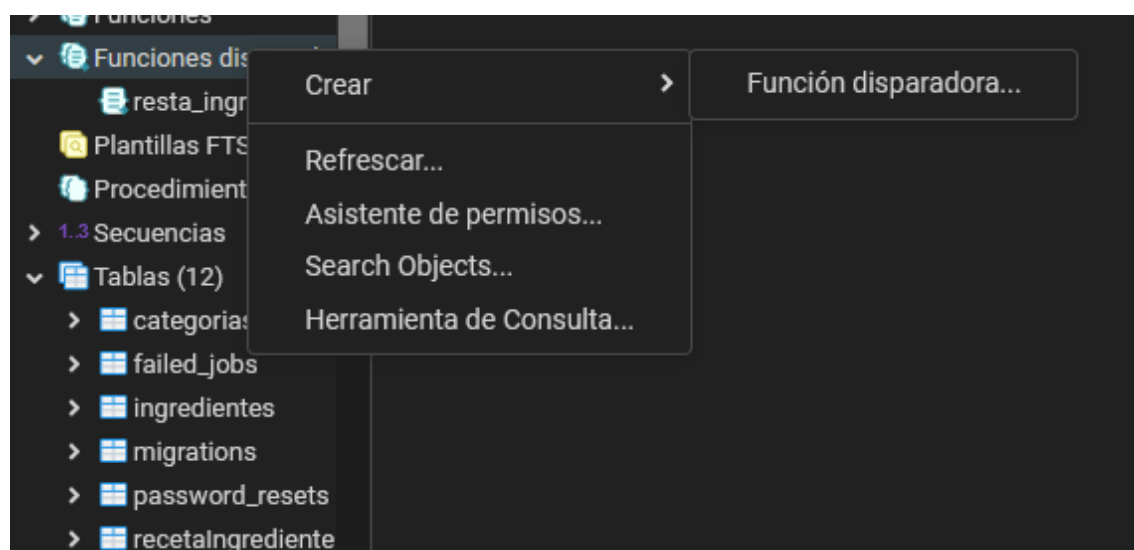 Funciones
Funciones dis
resta_ingr
Plantillas FTS
Procedimient
1..3 Secuencias
Tablas (12)
categorias
failed_jobs
ingredientes
migrations
password_resets
recetaIngrediente
Crear
Refrescar...
Asistente de permisos...
Search Objects...
Herramienta de Consulta...
Función disparadora...